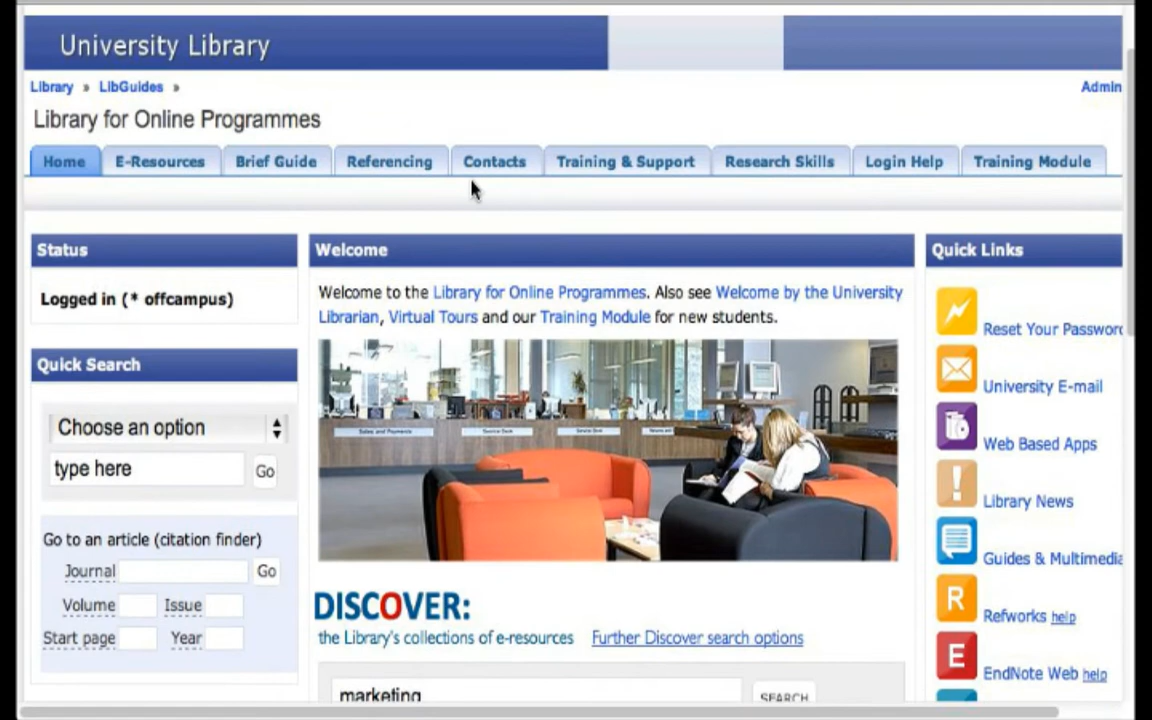 University Library
Library » LibGuides »
Admin
Library for Online Programmes
Home
E-Resources
Brief Guide
Referencing
Contacts
Training & Support
Research Skills
Login Help
Training Module
Status
Logged in (* offcampus)
Quick Search
Choose an option
type here
Go
Go to an article (citation finder)
Journal
Go
Volume
Issue
Start page
Year
Welcome
Welcome to the Library for Online Programmes. Also see Welcome by the University
Librarian, Virtual Tours and our Training Module for new students.
DISCOVER:
the Library's collections of e-resources
Further Discover search options
marketing
SEARCH
Quick Links
Reset Your Password
University E-mail
Web Based Apps
Library News
Guides & Multimedia
R
Refworks help
E
EndNote Web help